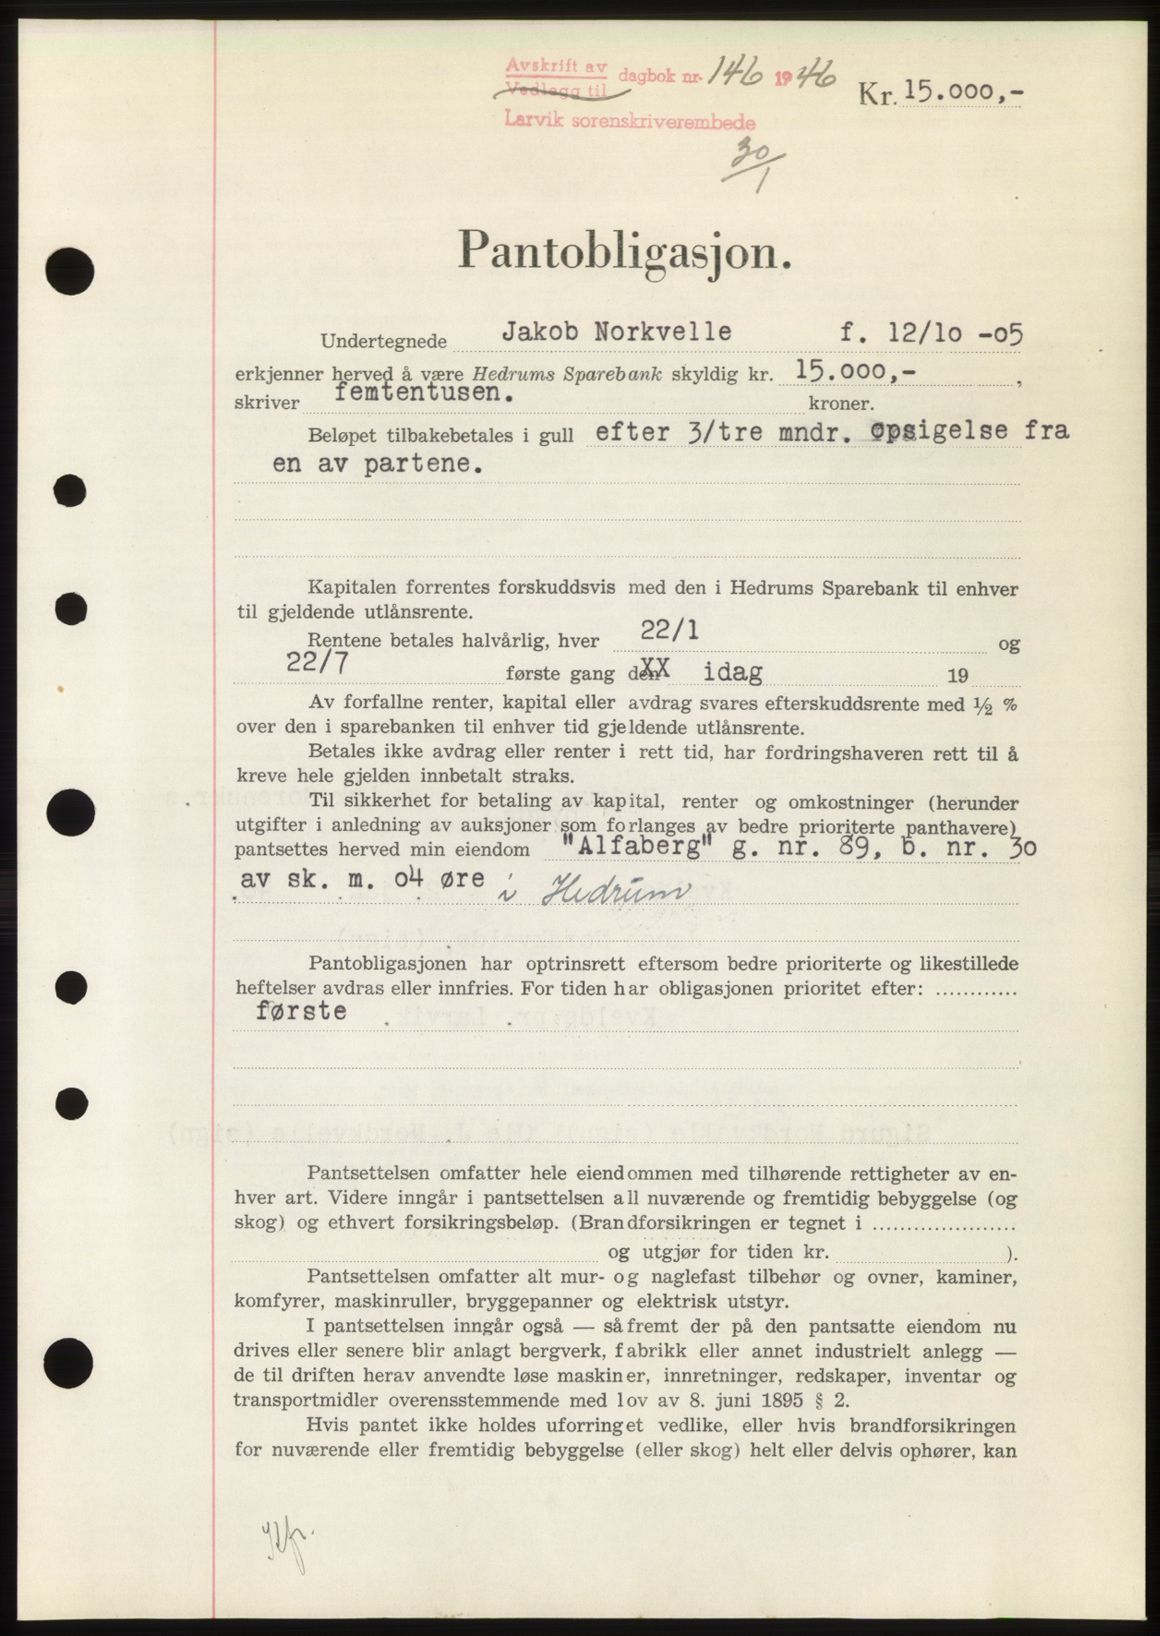 Avskrift av
Vedlegg til dagbok nr. 146 1946 Kr. 15.000,-
Larvik sorenskriverembede
30/1
Pantobligasjon.
Undertegnede Jakob Norkvelle f. 12/10 -05
erkjenner herved å være Hedrums Sparebank skyldig kr. 15.000,- ,
skriver femtentusen. kroner.
Beløpet tilbakebetales i gull efter 3/tre mndr. opsigelse fra
en av partene.
Kapitalen forrentes forskuddsvis med den i Hedrums Sparebank til enhver
til gjeldende utlånsrente.
Rentene betales halvårlig, hver 22/1 og
22/7 første gang den XX idag 19
Av forfallne renter, kapital eller avdrag svares efterskuddsrente med ½ %
over den i sparebanken til enhver tid gjeldende utlånsrente.
Betales ikke avdrag eller renter i rett tid, har fordringshaveren rett til å
kreve hele gjelden innbetalt straks.
Til sikkerhet for betaling av kapital, renter og omkostninger (herunder
utgifter i anledning av auksjoner som forlanges av bedre prioriterte panthavere)
pantsettes herved min eiendom "Alfaberg" g. nr. 89, b. nr. 30
av sk. m. 04 øre i Hedrum
Pantobligasjonen har optrinsrett eftersom bedre prioriterte og likestillede
heftelser avdras eller innfries. For tiden har obligasjonen prioritet efter: ............
første
Pantsettelsen omfatter hele eiendommen med tilhørende rettigheter av en-
hver art. Videre inngår i pantsettelsen all nuværende og fremtidig bebyggelse (og
skog) og ethvert forsikringsbeløp. (Brandforsikringen er tegnet i .....................
og utgjør for tiden kr. ).
Pantsettelsen omfatter alt mur- og naglefast tilbehør og ovner, kaminer,
komfyrer, maskinruller, bryggepanner og elektrisk utstyr.
I pantsettelsen inngår også — såfremt der på den pantsatte eiendom nu
drives eller senere blir anlagt bergverk, fabrikk eller annet industrielt anlegg —
de til driften herav anvendte løse maskiner, innretninger, redskaper, inventar og
transportmidler overensstemmende med lov av 8. juni 1895 § 2.
Hvis pantet ikke holdes uforringet vedlike, eller hvis brandforsikringen
for nuværende eller fremtidig bebyggelse (eller skog) helt eller delvis ophører, kan